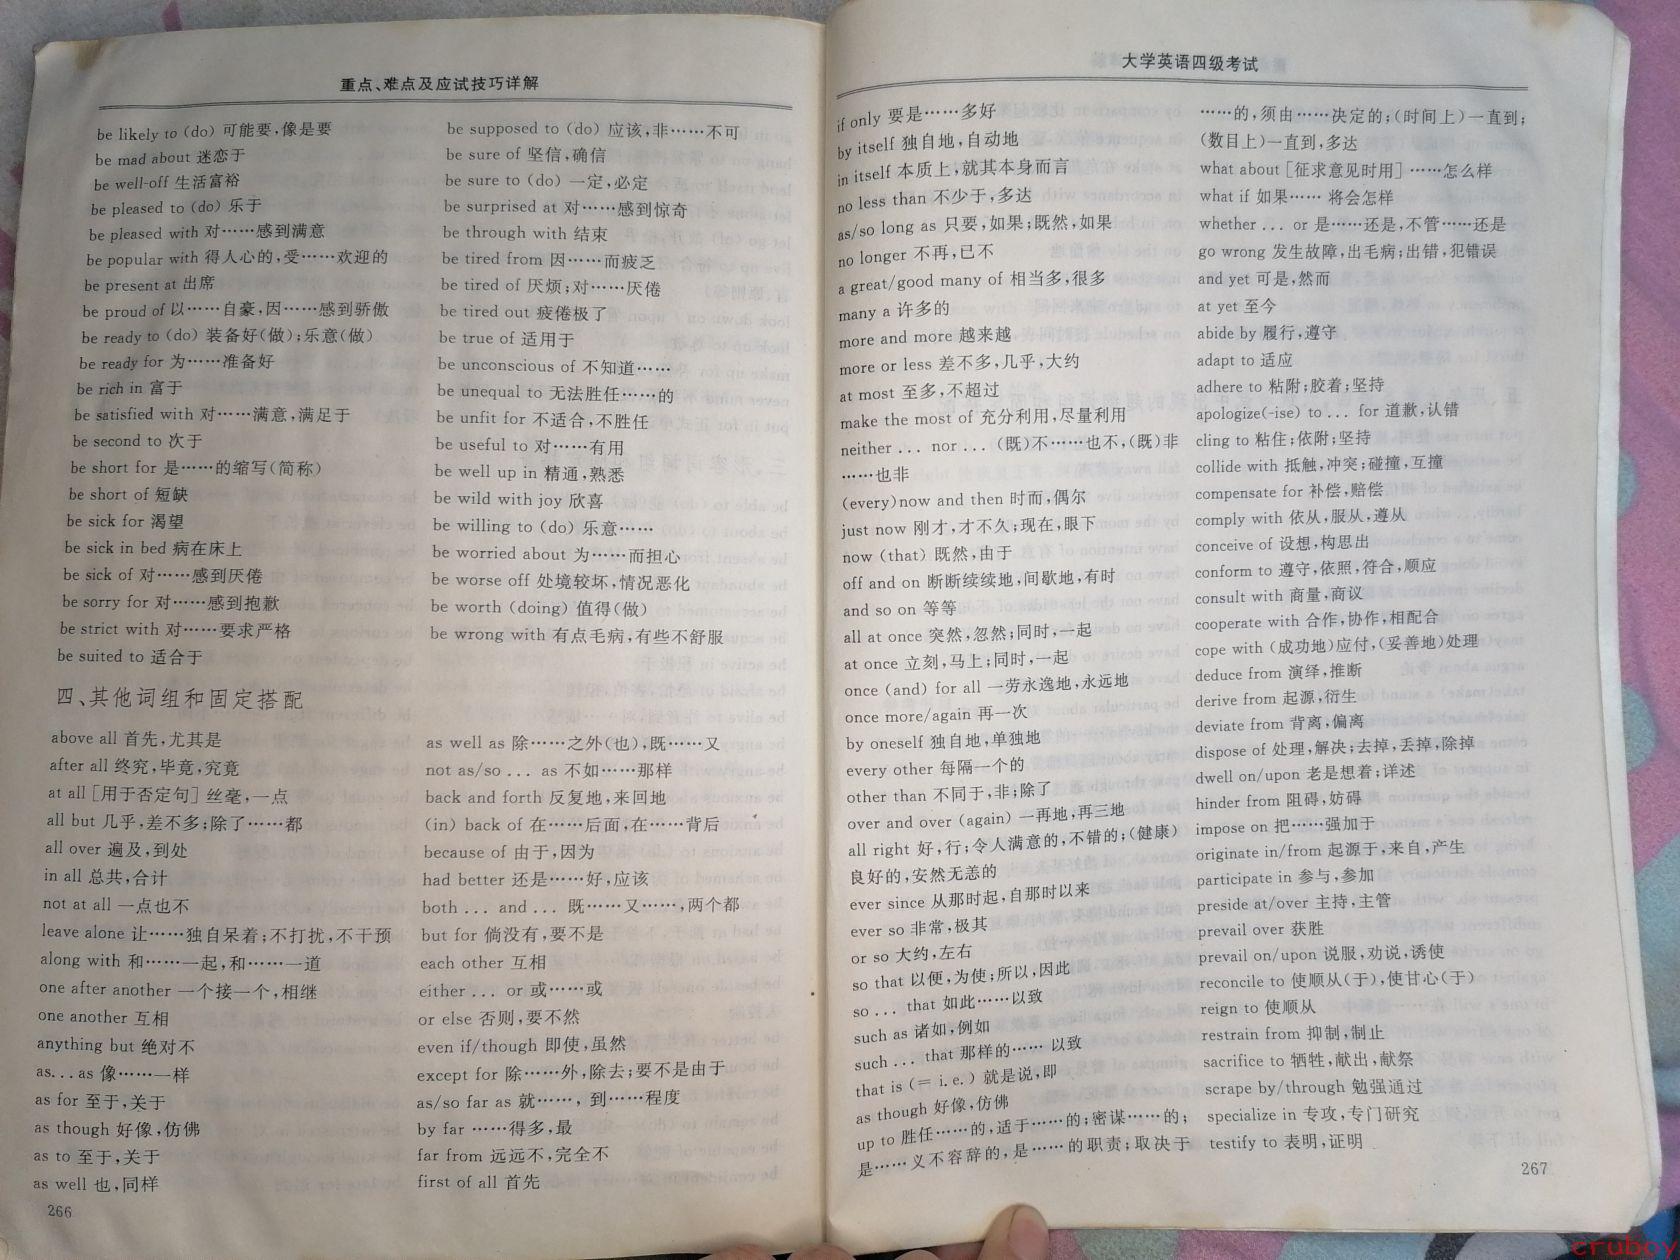 重点、难点及应试技巧详解
be likely to (do) 可能要,像是要
be mad about 迷恋于
be well-off 生活富裕
be pleased to (do) 乐于
be pleased with 对……感到满意
be popular with 得人心的,受……欢迎的
be present at 出席
be proud of 以……自豪,因……感到骄傲
be ready to (do) 装备好(做);乐意(做)
be ready for 为……准备好
be rich in 富于
be satisfied with 对……满意,满足于
be second to 次于
be short for 是……的缩写(简称)
be short of 短缺
be sick for 渴望
be sick in bed 病在床上
be sick of 对……感到厌倦
be sorry for 对……感到抱歉
be strict with 对……要求严格
be suited to 适合于
be supposed to (do) 应该,非……不可
be sure of 坚信,确信
be sure to (do) 一定,必定
be surprised at 对……感到惊奇
be through with 结束
be tired from 因……而疲乏
be tired of 厌烦;对……厌倦
be tired out 疲倦极了
be true of 适用于
be unconscious of 不知道……
be unequal to 无法胜任……的
be unfit for 不适合,不胜任
be useful to 对……有用
be well up in 精通,熟悉
be wild with joy 欣喜
be willing to (do) 乐意……
be worried about 为……而担心
be worse off 处境较坏,情况恶化
be worth (doing) 值得(做)
be wrong with 有点毛病,有些不舒服
四、其他词组和固定搭配
above all 首先,尤其是
after all 终究,毕竟,究竟
at all [用于否定句] 丝毫,一点
all but 几乎,差不多;除了……都
all over 遍及,到处
in all 总共,合计
not at all 一点也不
leave alone 让……独自呆着;不打扰,不干预
along with 和……一起,和……一道
one after another 一个接一个,相继
one another 互相
anything but 绝对不
as...as 像……一样
as for 至于,关于
as though 好像,仿佛
as to 至于,关于
as well 也,同样
as well as 除……之外(也),既……又
not as/so ... as 不如……那样
back and forth 反复地,来回地
(in) back of 在……后面,在……背后
because of 由于,因为
had better 还是……好,应该
both ... and ... 既……又……,两个都
but for 倘没有,要不是
each other 互相
either ... or 或……或
or else 否则,要不然
even if/though 即使,虽然
except for 除……外,除去;要不是由于
as/so far as 就……, 到……程度
by far ……得多,最
far from 远远不,完全不
first of all 首先
266
大学英语四级考试
if only 要是……多好
by itself 独自地,自动地
in itself 本质上,就其本身而言
no less than 不少于,多达
as/so long as 只要,如果;既然,如果
no longer 不再,已不
a great/good many of 相当多,很多
many a 许多的
more and more 越来越
more or less 差不多,几乎,大约
at most 至多,不超过
make the most of 充分利用,尽量利用
neither ... nor ... (既)不……也不,(既)非
……也非
(every)now and then 时而,偶尔
just now 刚才,才不久;现在,眼下
now (that) 既然,由于
off and on 断断续续地,间歇地,有时
and so on 等等
all at once 突然,忽然;同时,一起
at once 立刻,马上;同时,一起
once (and) for all 一劳永逸地,永远地
once more/again 再一次
by oneself 独自地,单独地
every other 每隔一个的
other than 不同于,非;除了
over and over (again) 一再地,再三地
all right 好,行;令人满意的,不错的;(健康)
良好的,安然无恙的
ever since 从那时起,自那时以来
ever so 非常,极其
or so 大约,左右
so that 以便,为使;所以,因此
so ... that 如此……以致
such as 诸如,例如
such ... that 那样的…… 以致
that is (= i.e.) 就是说,即
as though 好像,仿佛
up to 胜任……的,适于……的;密谋……的;
是……义不容辞的,是……的职责;取决于
……的,须由……决定的;(时间上)一直到;
(数目上)一直到,多达
what about [征求意见时用] ……怎么样
what if 如果…… 将会怎样
whether ... or 是……还是,不管……还是
go wrong 发生故障,出毛病;出错,犯错误
and yet 可是,然而
at yet 至今
abide by 履行,遵守
adapt to 适应
adhere to 粘附;胶着;坚持
apologize(-ise) to ... for 道歉,认错
cling to 粘住;依附;坚持
collide with 抵触,冲突;碰撞,互撞
compensate for 补偿,赔偿
comply with 依从,服从,遵从
conceive of 设想,构思出
conform to 遵守,依照,符合,顺应
consult with 商量,商议
cooperate with 合作,协作,相配合
cope with (成功地)应付,(妥善地)处理
deduce from 演绎,推断
derive from 起源,衍生
deviate from 背离,偏离
dispose of 处理,解决;去掉,丢掉,除掉
dwell on/upon 老是想着;详述
hinder from 阻碍,妨碍
impose on 把……强加于
originate in/from 起源于,来自,产生
participate in 参与,参加
preside at/over 主持,主管
prevail over 获胜
prevail on/upon 说服,劝说,诱使
reconcile to 使顺从(于),使甘心(于)
reign to 使顺从
restrain from 抑制,制止
sacrifice to 牺牲,献出,献祭
scrape by/through 勉强通过
specialize in 专攻,专门研究
testify to 表明,证明
267
cruboy